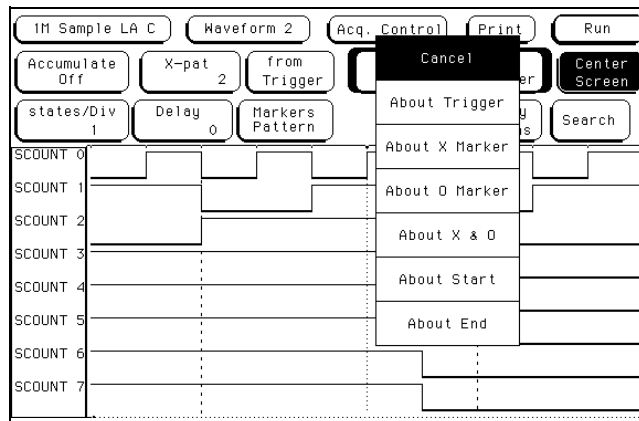 1M Sample LA C
Waveform 2
Acq. Control
Print
Run
Accumulate
Off
X-pat
2
from
Trigger
er
Center
Screen
states/Div
1
Delay
0
Markers
Pattern
y
s
Search
Cancel
About Trigger
About X Marker
About O Marker
About X & O
About Start
About End
SCOUNT 0
SCOUNT 1
SCOUNT 2
SCOUNT 3
SCOUNT 4
SCOUNT 5
SCOUNT 6
SCOUNT 7